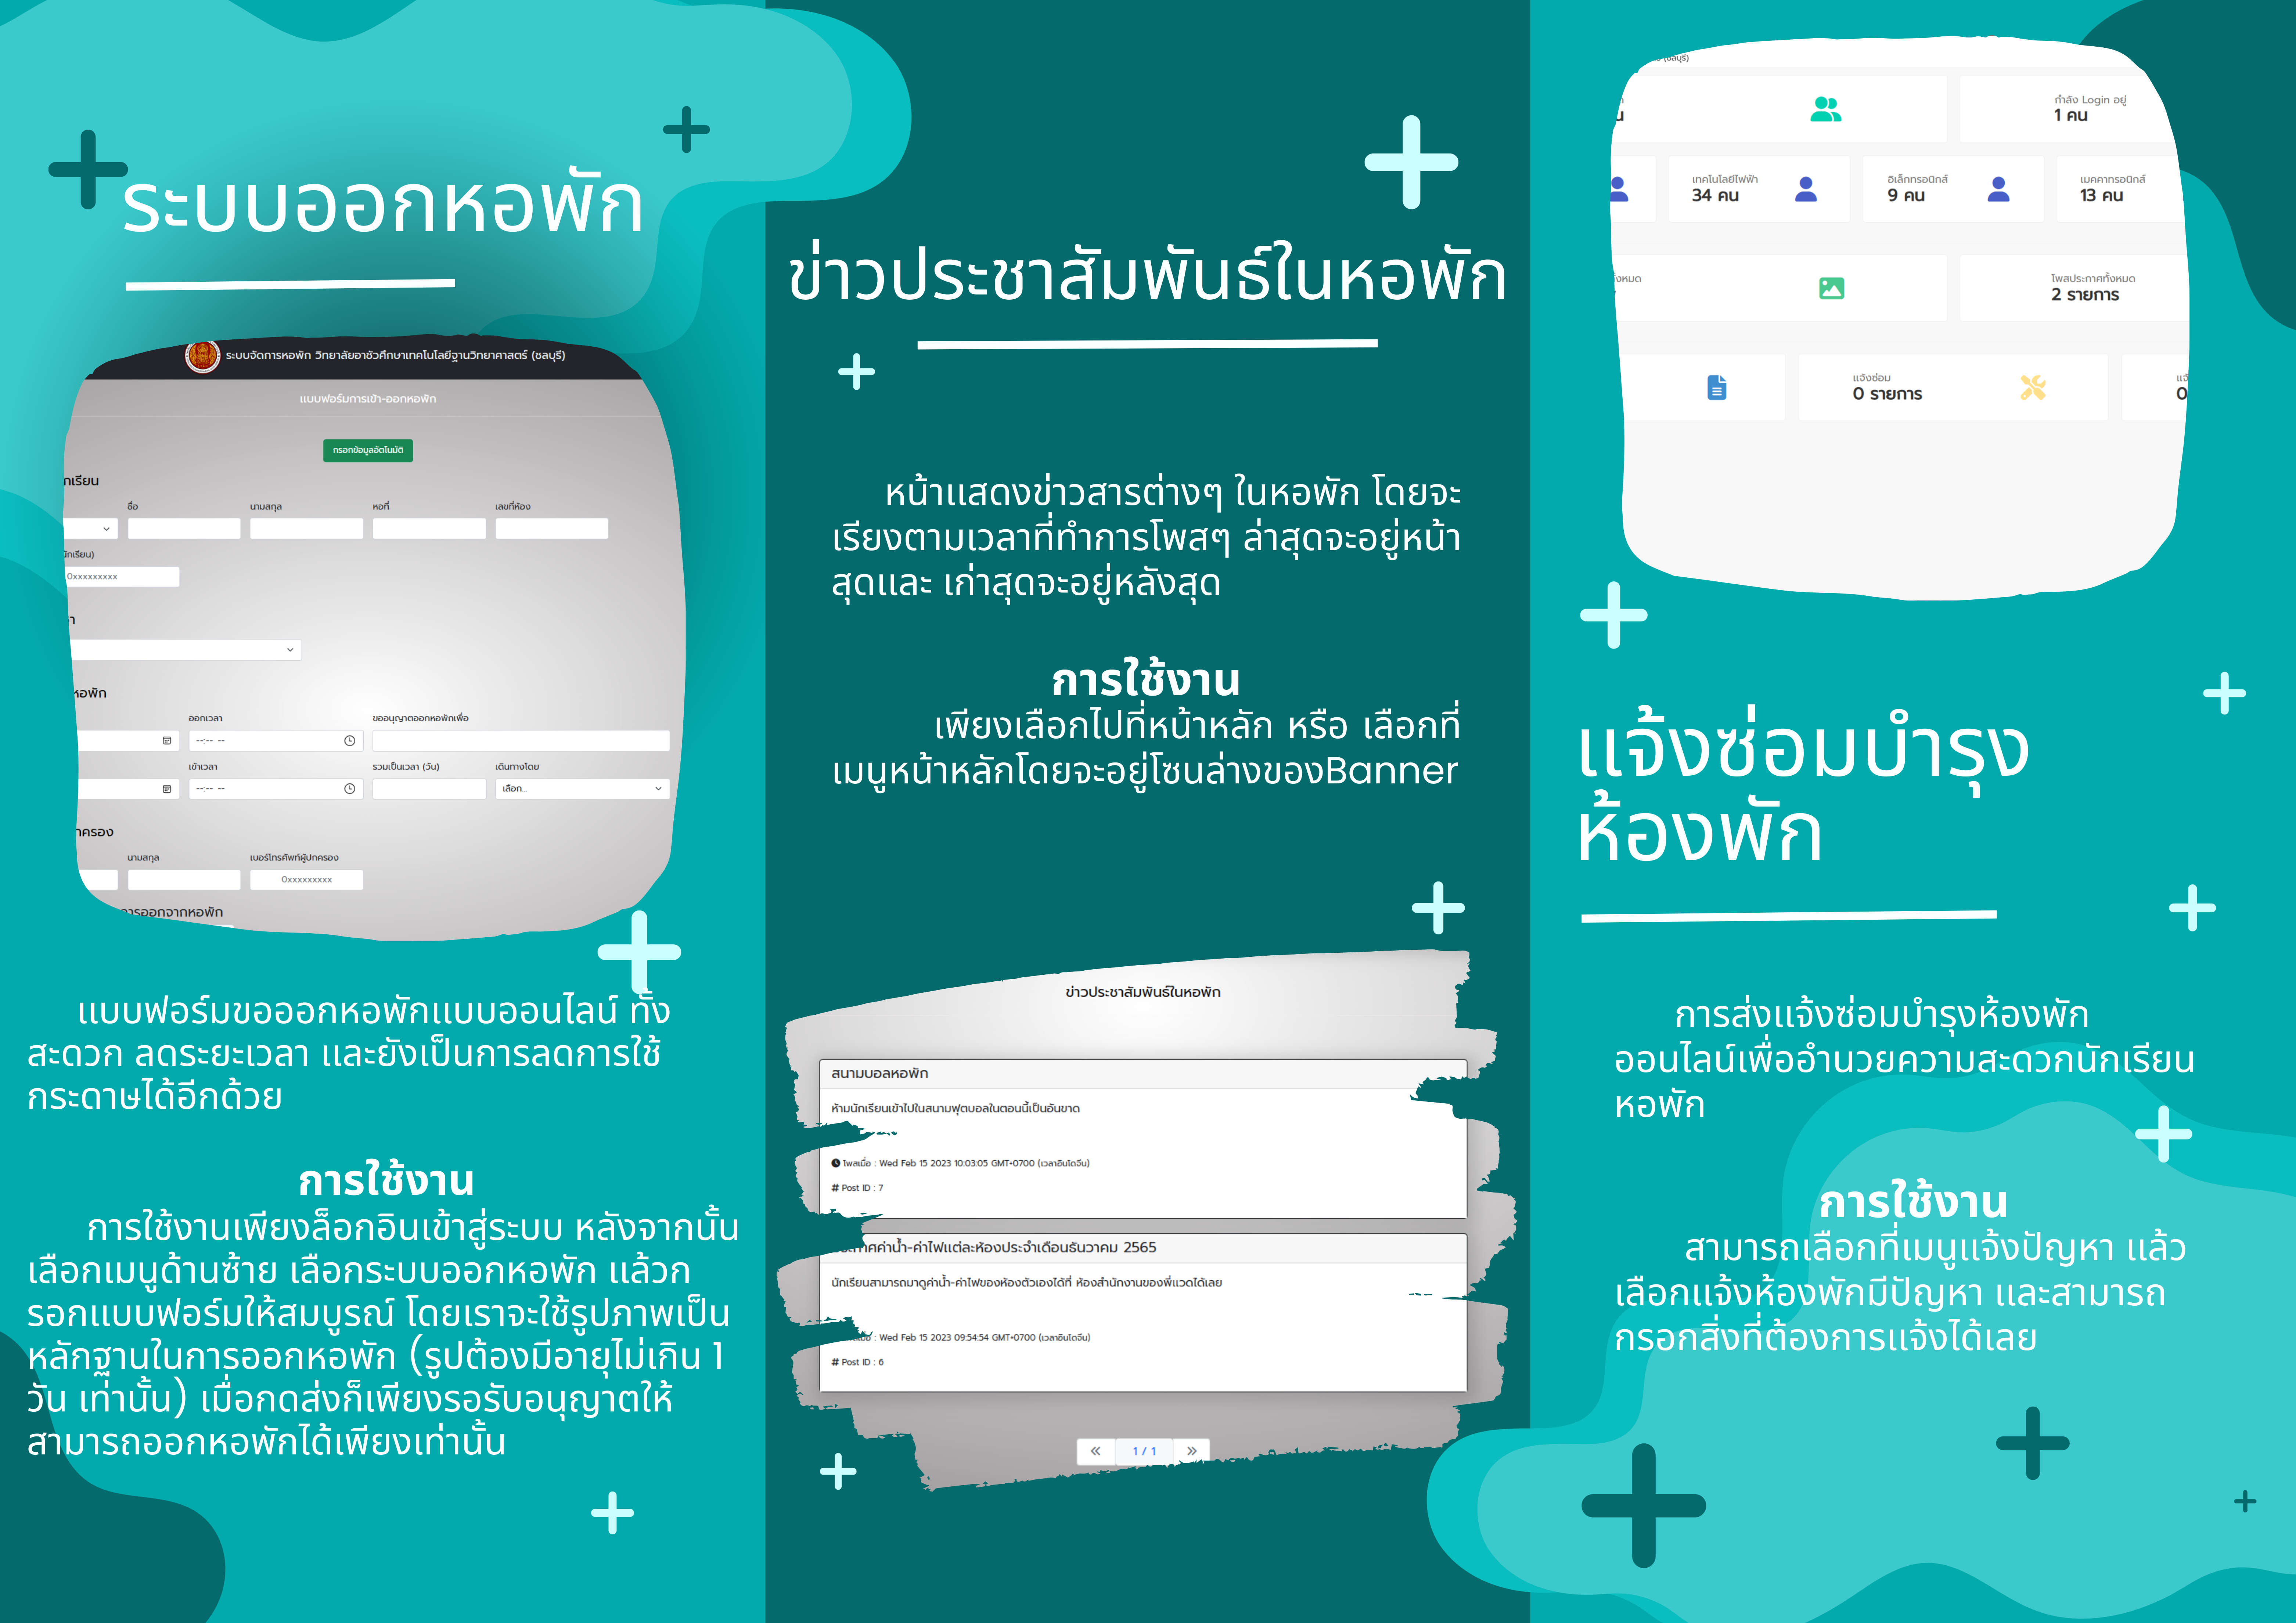 ระบบออกหอพัก
ระบบจัดการหอพัก วิทยาลัยอาชีวศึกษาเทคโนโลยีฐานวิทยาศาสตร์ (ชลบุรี)
แบบฟอร์มการเข้า-ออกหอพัก
กรอกข้อมูลอัตโนมัติ
กเรียน
ชื่อ นามสกุล หอที่ เลขที่ห้อง
นักเรียน)
0xxxxxxxxx
หอพัก
ออกเวลา ขออนุญาตออกหอพักเพื่อ
--:-- --
เข้าเวลา รวมเป็นเวลา (วัน) เดินทางโดย
--:-- -- เลือก...
กครอง
นามสกุล เบอร์โทรศัพท์ผู้ปกครอง
0xxxxxxxxx
การออกจากหอพัก
แบบฟอร์มขอออกหอพักแบบออนไลน์ ทั้ง
สะดวก ลดระยะเวลา และยังเป็นการลดการใช้
กระดาษได้อีกด้วย
การใช้งาน
การใช้งานเพียงล็อกอินเข้าสู่ระบบ หลังจากนั้น
เลือกเมนูด้านซ้าย เลือกระบบออกหอพัก แล้วก
รอกแบบฟอร์มให้สมบูรณ์ โดยเราจะใช้รูปภาพเป็น
หลักฐานในการออกหอพัก (รูปต้องมีอายุไม่เกิน 1
วัน เท่านั้น) เมื่อกดส่งก็เพียงรอรับอนุญาตให้
สามารถออกหอพักได้เพียงเท่านั้น
ข่าวประชาสัมพันธ์ในหอพัก
หน้าแสดงข่าวสารต่างๆ ในหอพัก โดยจะ
เรียงตามเวลาที่ทำการโพสๆ ล่าสุดจะอยู่หน้า
สุดและ เก่าสุดจะอยู่หลังสุด
การใช้งาน
เพียงเลือกไปที่หน้าหลัก หรือ เลือกที่
เมนูหน้าหลักโดยจะอยู่โซนล่างของBanner
ข่าวประชาสัมพันธ์ในหอพัก
สนามบอลหอพัก
ห้ามนักเรียนเข้าไปในสนามฟุตบอลในตอนนี้เป็นอันขาด
โพสเมื่อ : Wed Feb 15 2023 10:03:05 GMT+0700 (เวลาอินโดจีน)
# Post ID : 7
ประกาศค่าน้ำ-ค่าไฟแต่ละห้องประจำเดือนธันวาคม 2565
นักเรียนสามารถมาดูค่าน้ำ-ค่าไฟของห้องตัวเองได้ที่ ห้องสำนักงานของพี่แวดได้เลย
: Wed Feb 15 2023 09:54:54 GMT+0700 (เวลาอินโดจีน)
# Post ID : 6
« 1 / 1 »
(ชลบุรี)
กำลัง Login อยู่
1 คน
เทคโนโลยีไฟฟ้า อิเล็กทรอนิกส์ เมคคาทรอนิกส์
34 คน 9 คน 13 คน
ั้งหมด โพสประกาศทั้งหมด
2 รายการ
แจ้งซ่อม
0 รายการ 0
แจ้งซ่อมบำรุง
ห้องพัก
การส่งแจ้งซ่อมบำรุงห้องพัก
ออนไลน์เพื่ออำนวยความสะดวกนักเรียน
หอพัก
การใช้งาน
สามารถเลือกที่เมนูแจ้งปัญหา แล้ว
เลือกแจ้งห้องพักมีปัญหา และสามารถ
กรอกสิ่งที่ต้องการแจ้งได้เลย